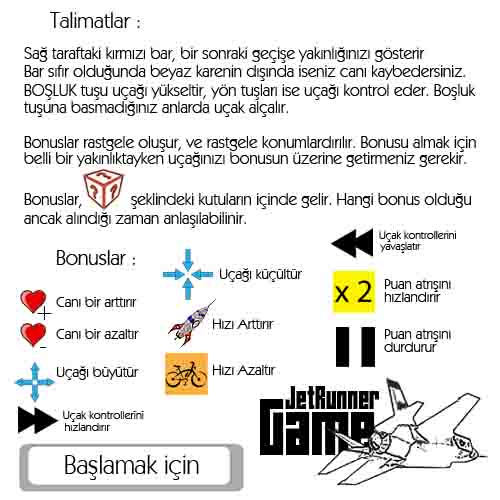 Talimatlar :
Sağ taraftaki kırmızı bar, bir sonraki geçişe yakınlığınızı gösterir
Bar sıfır olduğunda beyaz karenin dışında iseniz canı kaybedersiniz.
BOŞLUK tuşu uçağı yükseltir, yön tuşları ise uçağı kontrol eder. Boşluk
tuşuna basmadığınız anlarda uçak alçalır.
Bonuslar rastgele oluşur, ve rastgele konumlardırılır. Bonusu almak için
belli bir yakınlıktayken uçağınızı bonusun üzerine getirmeniz gerekir.
Bonuslar, şeklindeki kutuların içinde gelir. Hangi bonus olduğu
ancak alındığı zaman anlaşılabilinir.
Bonuslar :
Canı bir arttırır
Canı bir azaltır
Uçağı büyütür
Uçak kontrollerini
hızlandırır
Uçağı küçültür
Hızı Arttırır
Hızı Azaltır
Uçak kontrollerini
yavaşlatır
x 2
Puan atışını
hızlandırır
Puan atışını
durdurur
JetRunner
Game
Başlamak için